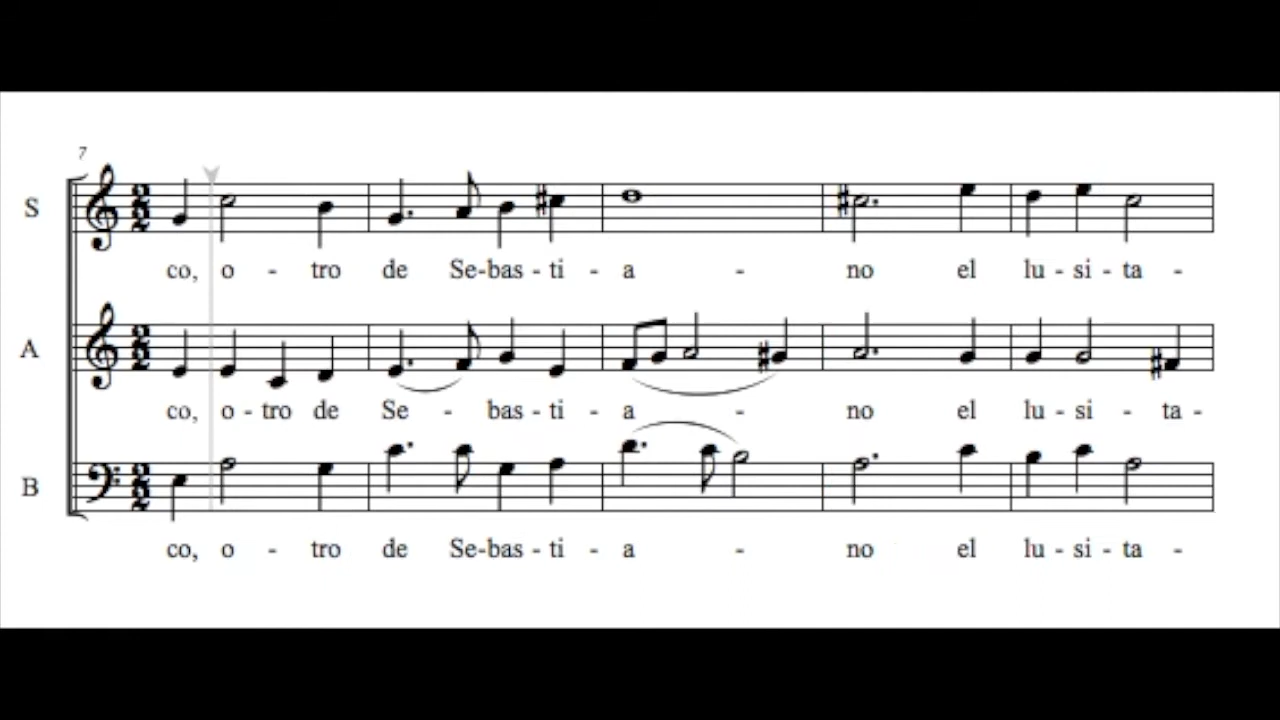 7
S
co, o - tro de Se-bas - ti - a - no el lu - si - ta -
A
co, o - tro de Se - bas - ti - a - no el lu - si - ta -
B
co, o - tro de Se-bas - ti - a - no el lu - si - ta -